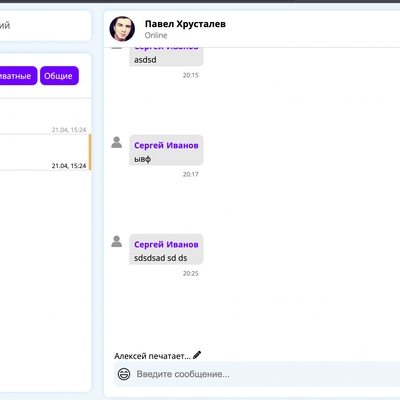 ий
иватные
Общие
21.04, 15:24
21.04, 15:24
Павел Хрусталев
Online
Сергей Иванов
asdsd
20:15
Сергей Иванов
ывф
20:17
Сергей Иванов
sdsdsad sd ds
20:25
Алексей печатает...
Введите сообщение...